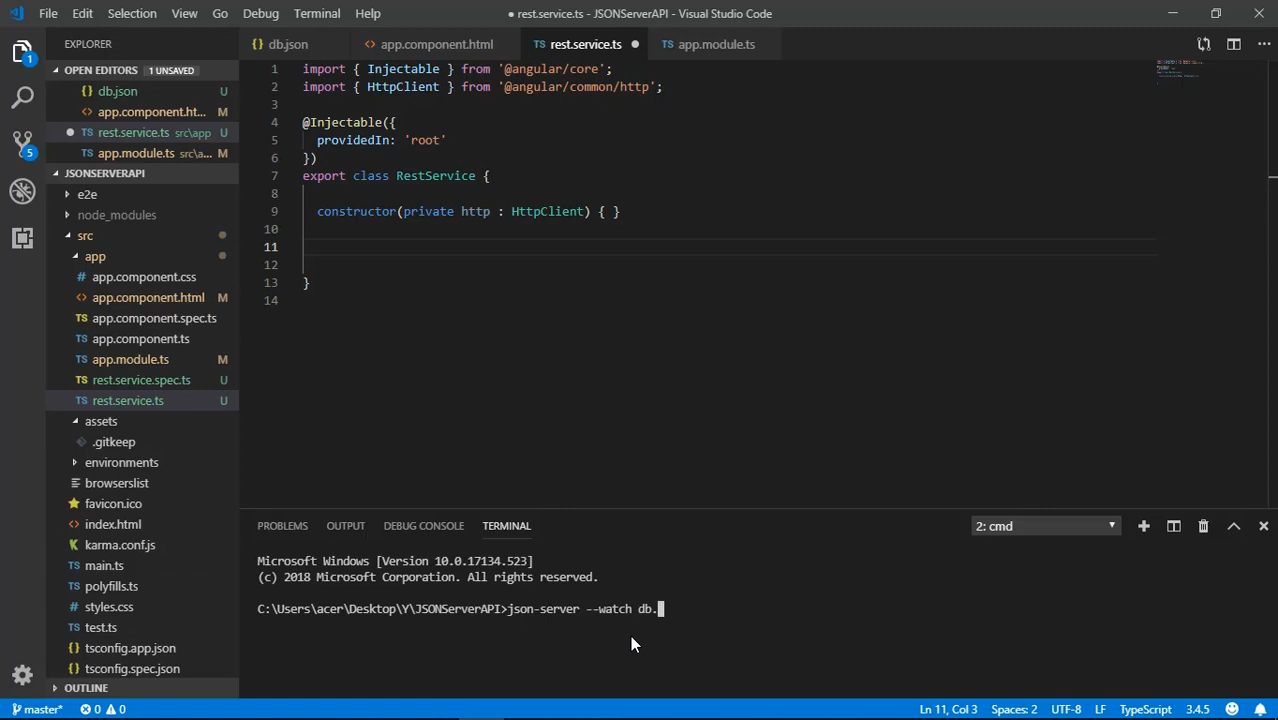 File Edit Selection View Go Debug Terminal Help
● rest.service.ts - JSONServerAPI - Visual Studio Code
EXPLORER
OPEN EDITORS 1 UNSAVED
db.json U
app.component.ht... M
rest.service.ts src\app U
app.module.ts src\a... M
JSONSERVERAPI
e2e
node_modules
src
app
app.component.css
app.component.html M
app.component.spec.ts
app.component.ts
app.module.ts M
rest.service.spec.ts U
rest.service.ts U
assets
.gitkeep
environments
browserslist
favicon.ico
index.html
karma.conf.js
main.ts
polyfills.ts
styles.css
test.ts
tsconfig.app.json
tsconfig.spec.json
OUTLINE
1
5
db.json app.component.html rest.service.ts app.module.ts
1 import { Injectable } from '@angular/core';
2 import { HttpClient } from '@angular/common/http';
3
4 @Injectable({
5 providedIn: 'root'
6 })
7 export class RestService {
8
9 constructor(private http : HttpClient) { }
10
11
12
13 }
14
PROBLEMS OUTPUT DEBUG CONSOLE TERMINAL 2: cmd
Microsoft Windows [Version 10.0.17134.523]
(c) 2018 Microsoft Corporation. All rights reserved.
C:\Users\acer\Desktop\Y\JSONServerAPI>json-server --watch db.
master* 0 0 Ln 11, Col 3 Spaces: 2 UTF-8 LF TypeScript 3.4.5